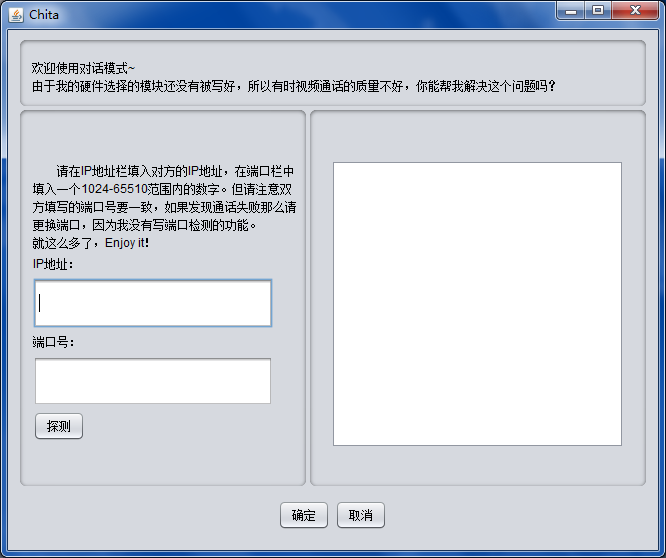 Chita
欢迎使用对话模式~
由于我的硬件选择的模块还没有被写好，所以有时视频通话的质量不好，你能帮我解决这个问题吗？
请在IP地址栏填入对方的IP地址，在端口栏中
填入一个1024-65510范围内的数字。但请注意双
方填写的端口号要一致，如果发现通话失败那么请
更换端口，因为我没有写端口检测的功能。
就这么多了，Enjoy it！
IP地址：
端口号：
探测
确定 取消